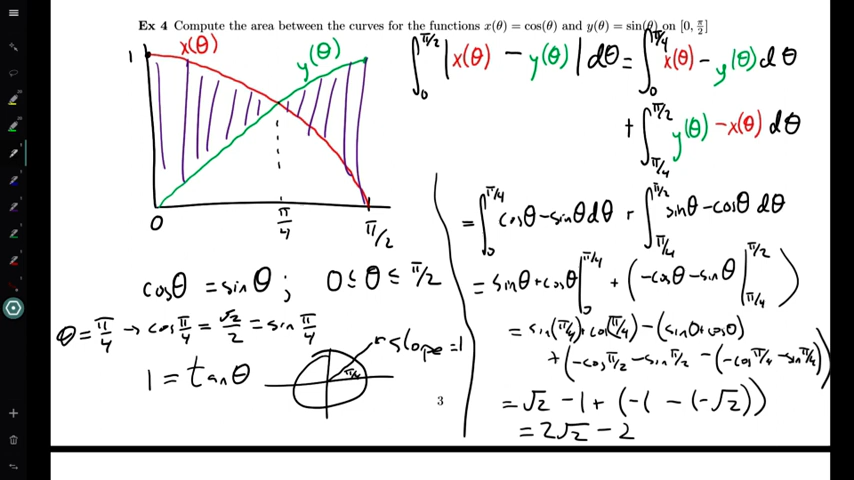 Ex 4 Compute the area between the curves for the functions x(θ) = cos(θ) and y(θ) = sin(θ) on [0, π/2]
x(θ)
y(θ)
1
0
π/4
π/2
cosθ = sinθ ; 0 ≤ θ ≤ π/2
θ = π/4 → cos π/4 = √2/2 = sin π/4
1 = tanθ
slope = 1
π/4
∫_0^{π/2} |x(θ) − y(θ)| dθ = ∫_0^{π/4} x(θ) − y(θ) dθ
+ ∫_{π/4}^{π/2} y(θ) − x(θ) dθ
= ∫_0^{π/4} cosθ − sinθ dθ + ∫_{π/4}^{π/2} sinθ − cosθ dθ
= sinθ + cosθ |_0^{π/4} + (−cosθ − sinθ |_{π/4}^{π/2})
= sin(π/4) + cos(π/4) − (sin0 + cos0)
+ (−cos π/2 − sin π/2 − (−cos π/4 − sin π/4))
= √2 − 1 + (−1 − (−√2))
= 2√2 − 2
3